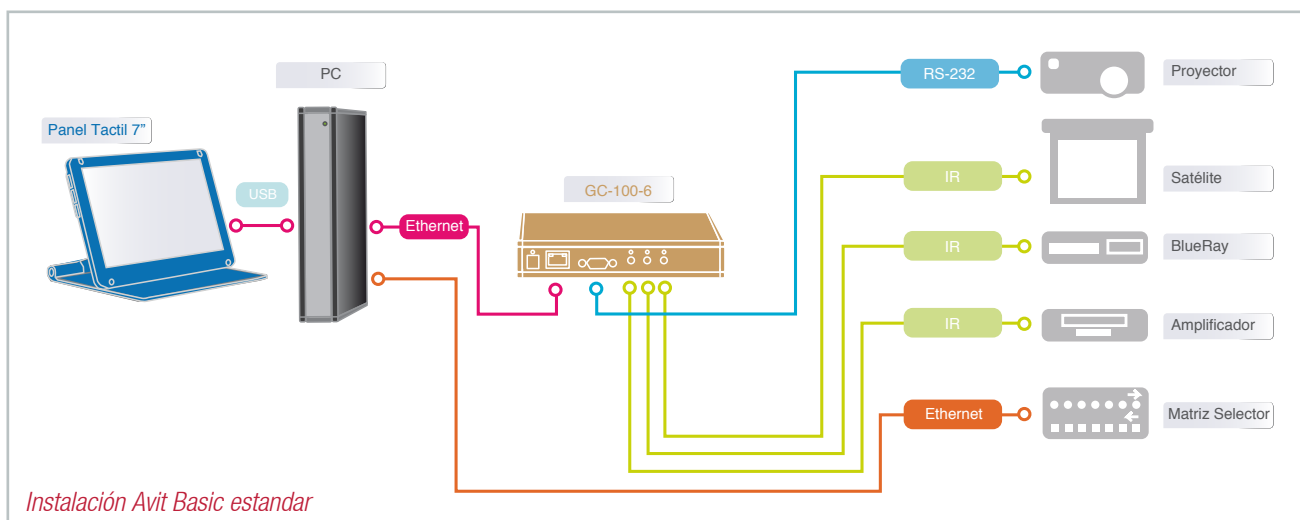 PC
RS-232
Proyector
Panel Tactil 7”
USB
GC-100-6
IR
Satélite
Ethernet
IR
BlueRay
IR
Amplificador
Ethernet
Matriz Selector
Instalación Avit Basic estandar